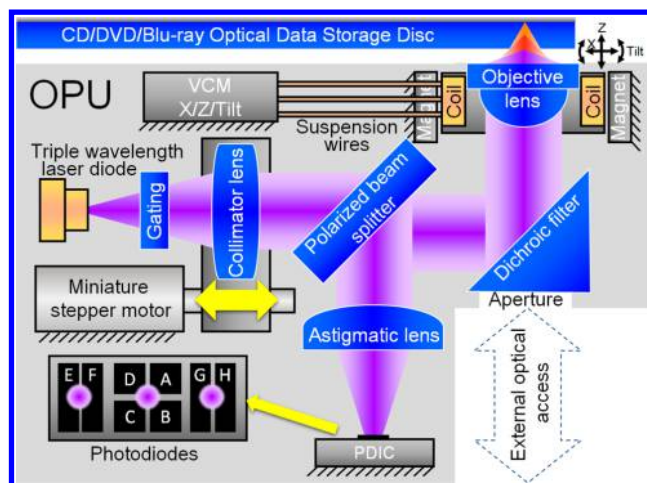 CD/DVD/Blu-ray Optical Data Storage Disc
Z
X
Tilt
OPU
VCM
X/Z/Tilt
Suspension
wires
Magnet
Coil
Objective
lens
Coil
Magnet
Triple wavelength
laser diode
Gating
Collimator lens
Polarized beam
splitter
Dichroic filter
Aperture
Miniature
stepper motor
Astigmatic lens
External optical
access
E F D A G H
C B
Photodiodes
PDIC